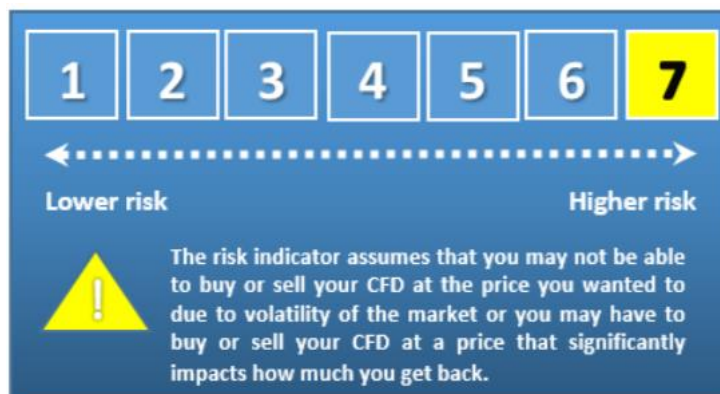 1 2 3 4 5 6 7
Lower risk Higher risk
!
The risk indicator assumes that you may not be able
to buy or sell your CFD at the price you wanted to
due to volatility of the market or you may have to
buy or sell your CFD at a price that significantly
impacts how much you get back.